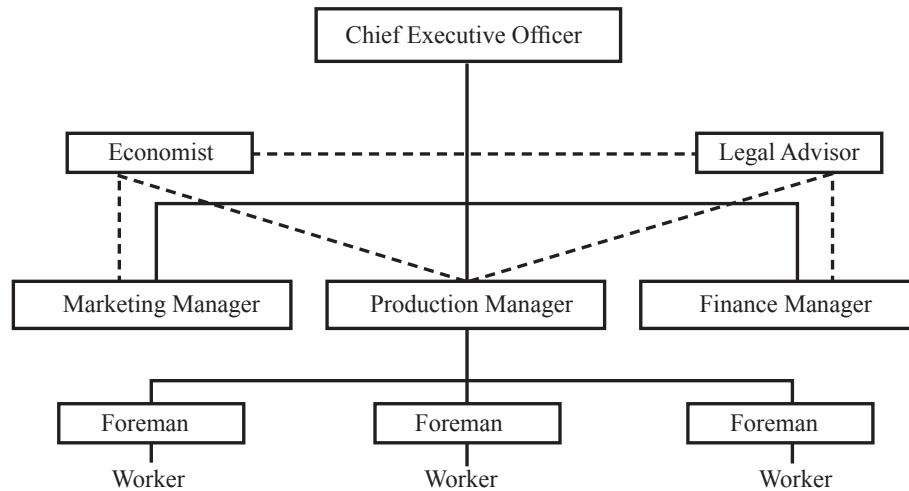 Chief Executive Officer
Economist
Legal Advisor
Marketing Manager
Production Manager
Finance Manager
Foreman
Foreman
Foreman
Worker
Worker
Worker